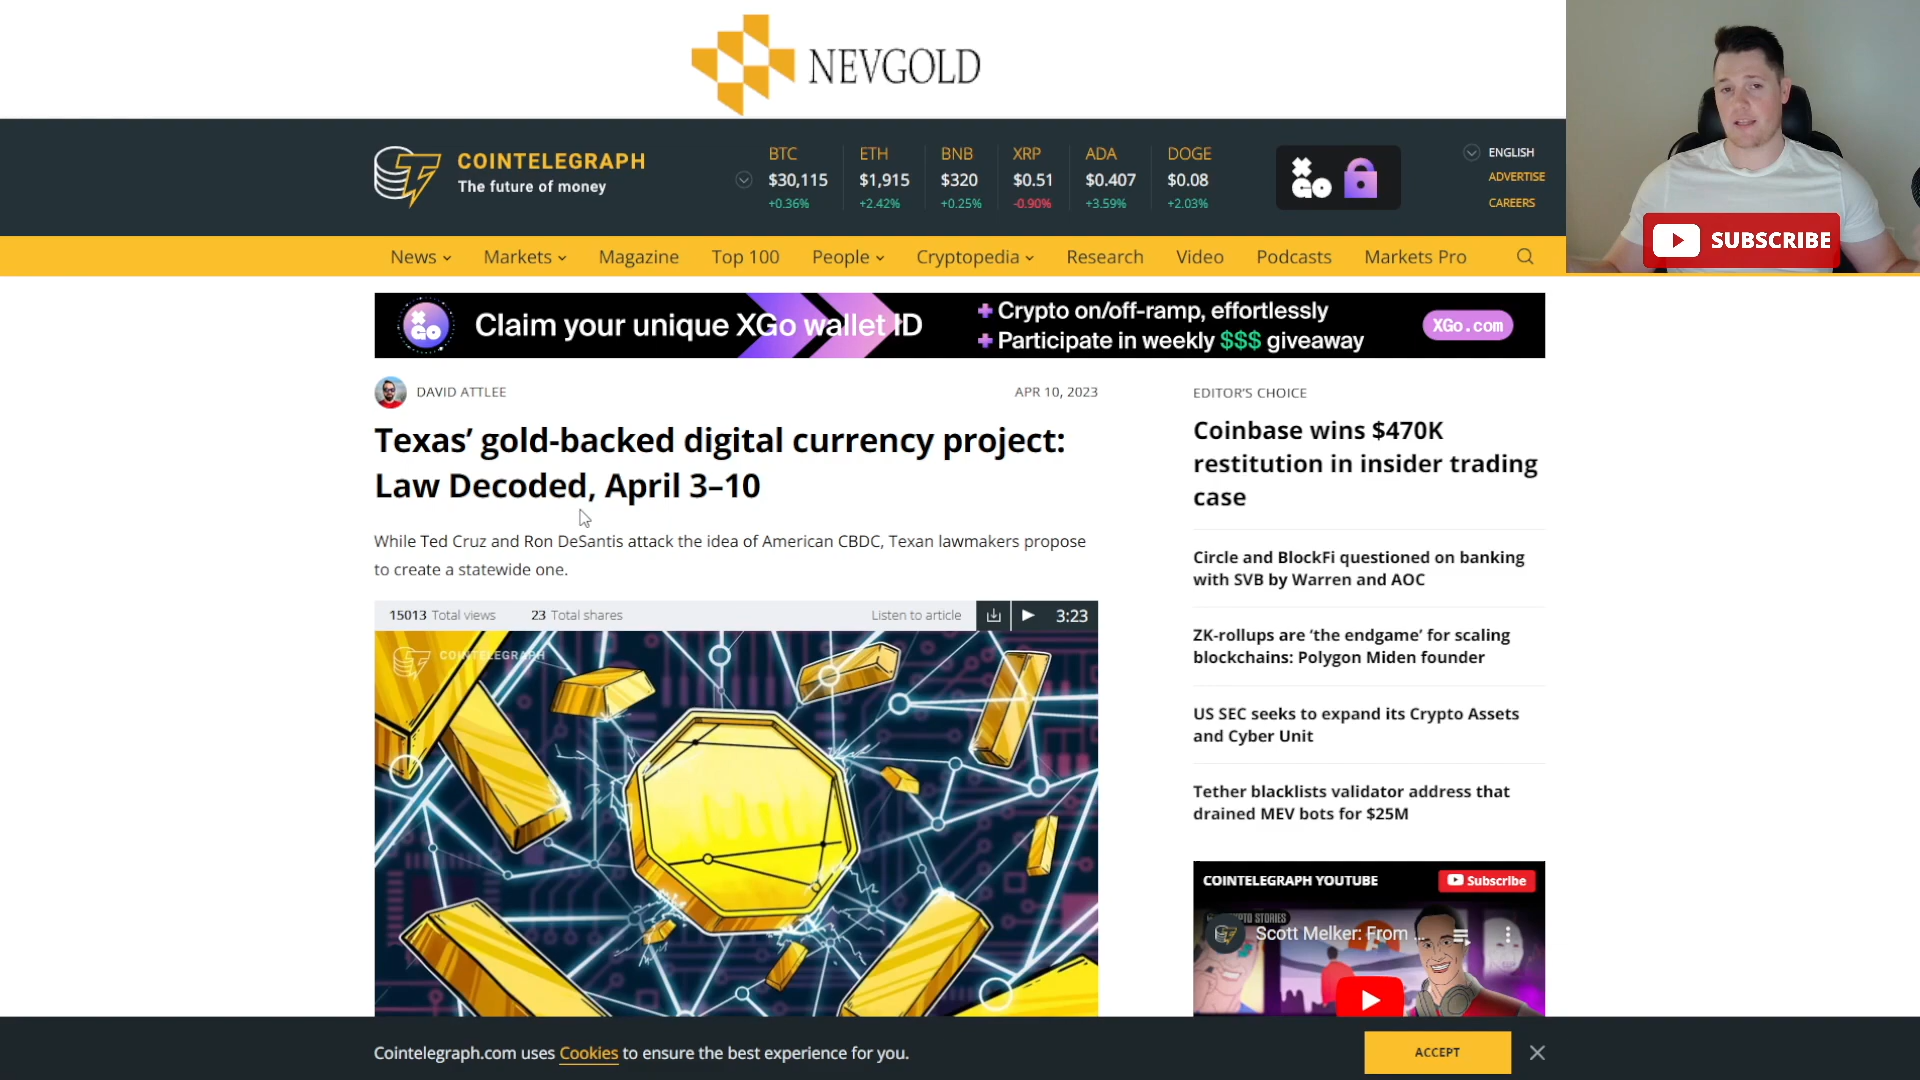 NEVGOLD
COINTELEGRAPH
The future of money
BTC
$30,115
+0.36%
ETH
$1,915
+2.42%
BNB
$320
+0.25%
XRP
$0.51
-0.90%
ADA
$0.407
+3.59%
DOGE
$0.08
+2.03%
XGO
ENGLISH
ADVERTISE
CAREERS
SUBSCRIBE
News Markets Magazine Top 100 People Cryptopedia Research Video Podcasts Markets Pro
XGO
Claim your unique XGo wallet ID
+ Crypto on/off-ramp, effortlessly
+ Participate in weekly $$$ giveaway
XGo.com
DAVID ATTLEE
APR 10, 2023
Texas’ gold-backed digital currency project:
Law Decoded, April 3–10
While Ted Cruz and Ron DeSantis attack the idea of American CBDC, Texan lawmakers propose
to create a statewide one.
15013 Total views 23 Total shares Listen to article 3:23
COINTELEGRAPH
EDITOR’S CHOICE
Coinbase wins $470K
restitution in insider trading
case
Circle and BlockFi questioned on banking
with SVB by Warren and AOC
ZK-rollups are ‘the endgame’ for scaling
blockchains: Polygon Miden founder
US SEC seeks to expand its Crypto Assets
and Cyber Unit
Tether blacklists validator address that
drained MEV bots for $25M
COINTELEGRAPH YOUTUBE
Subscribe
STORIES
Scott Melker: From ...
Cointelegraph.com uses Cookies to ensure the best experience for you.
ACCEPT